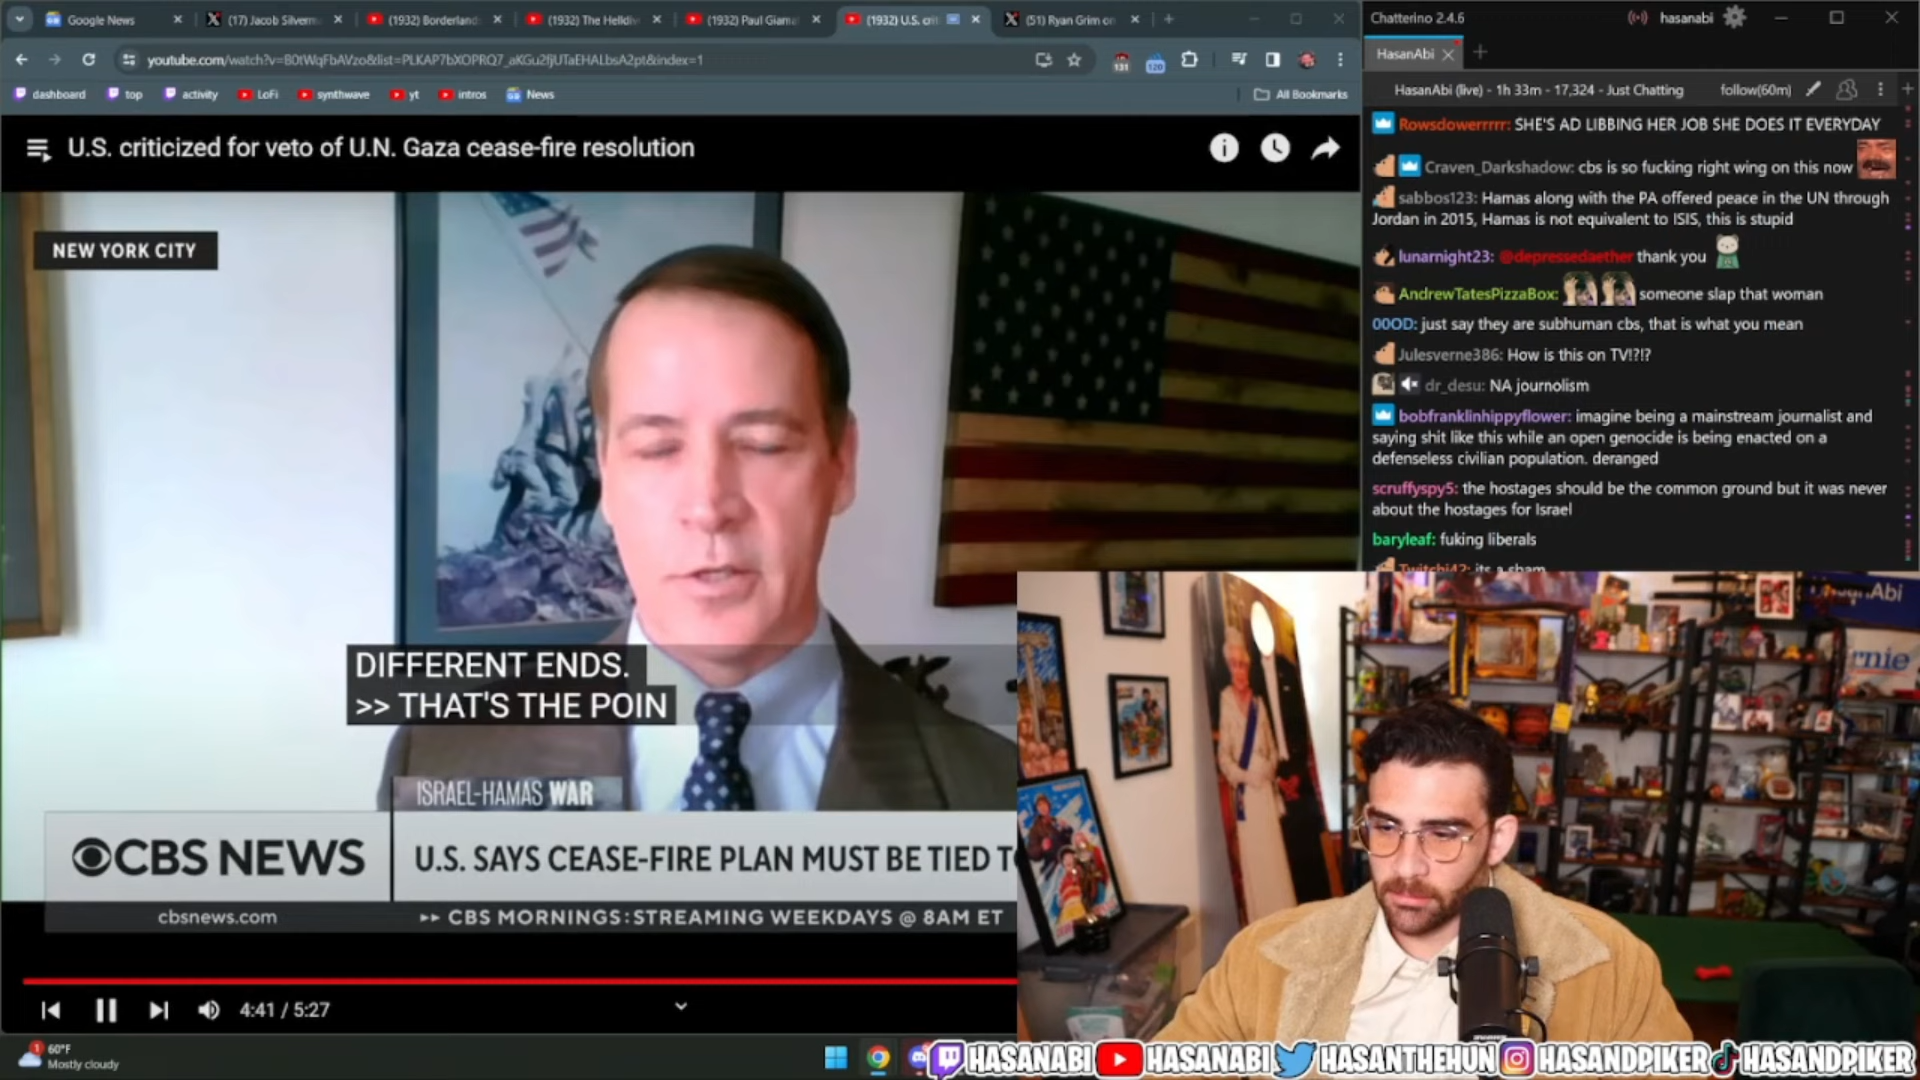 Google News
(17) Jacob Silverm
(1932) Borderland
(1932) The Helldiv
(1932) Paul Giama
(1932) U.S. crit
(51) Ryan Grim on
youtube.com/watch?v=B0tWqFbAVzo&list=PLKAP7bXOPRQ7_aKGu2fjUTaEHALbsA2pt&index=1
131
120
dashboard
top
activity
LoFi
synthwave
yt
intros
News
All Bookmarks
U.S. criticized for veto of U.N. Gaza cease-fire resolution
NEW YORK CITY
DIFFERENT ENDS.
>> THAT'S THE POIN
ISRAEL-HAMAS WAR
CBS NEWS
U.S. SAYS CEASE-FIRE PLAN MUST BE TIED T
cbsnews.com
CBS MORNINGS: STREAMING WEEKDAYS @ 8AM ET
4:41 / 5:27
1
60°F
Mostly cloudy
Chatterino 2.4.6
hasanabi
HasanAbi
HasanAbi (live) - 1h 33m - 17,324 - Just Chatting
follow(60m)
Rowsdowerrrrr: SHE'S AD LIBBING HER JOB SHE DOES IT EVERYDAY
Craven_Darkshadow: cbs is so fucking right wing on this now
sabbos123: Hamas along with the PA offered peace in the UN through
Jordan in 2015, Hamas is not equivalent to ISIS, this is stupid
lunarnight23: @depressedaether thank you
AndrewTatesPizzaBox: someone slap that woman
00OD: just say they are subhuman cbs, that is what you mean
Julesverne386: How is this on TV!?!?
dr_desu: NA journolism
bobfranklinhippyflower: imagine being a mainstream journalist and
saying shit like this while an open genocide is being enacted on a
defenseless civilian population. deranged
scruffyspy5: the hostages should be the common ground but it was never
about the hostages for Israel
baryleaf: fuking liberals
Twitchi42: its a sham
HASANABI
HASANABI
HASANTHEHUN
HASANDPIKER
HASANDPIKER